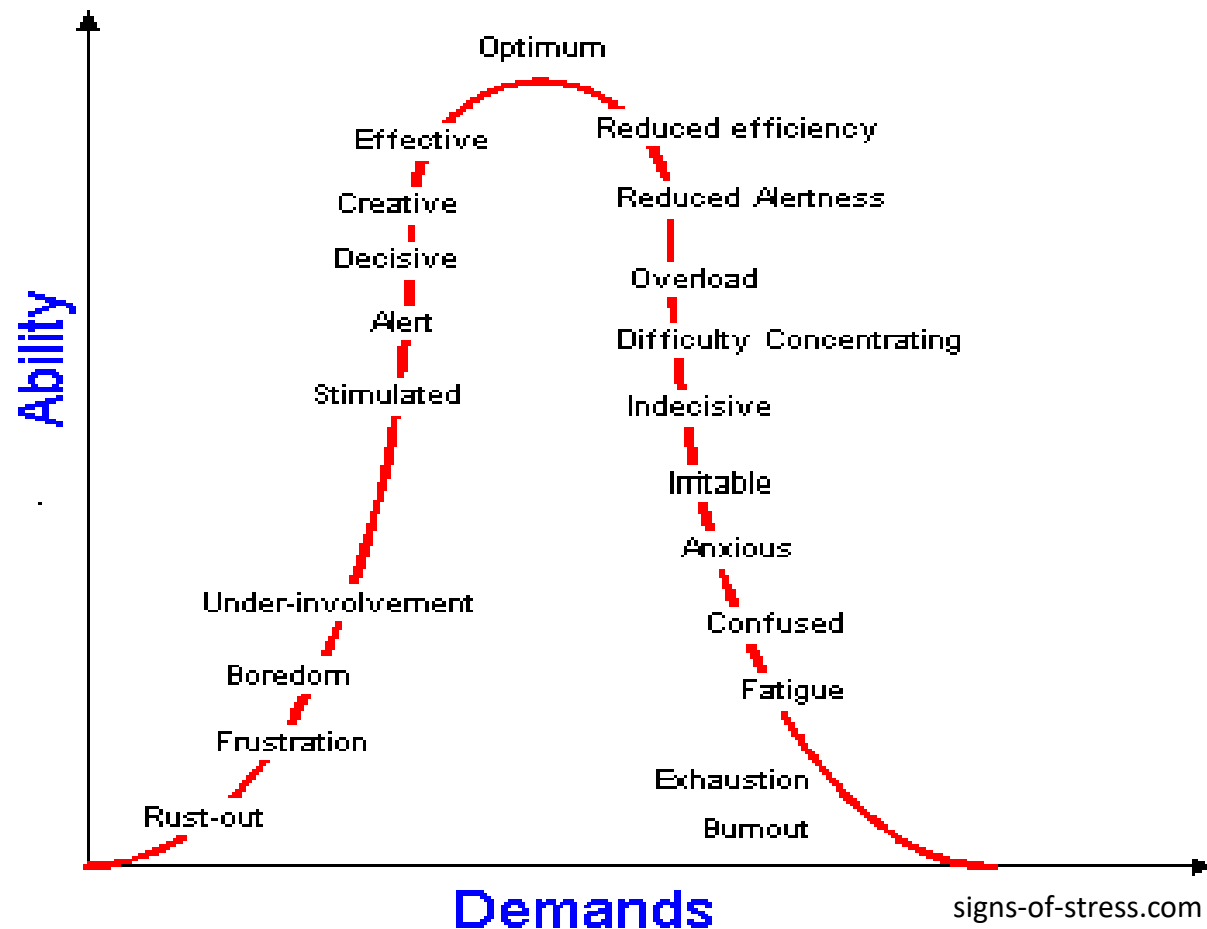 Optimum
Effective
Creative
Decisive
Alert
Stimulated
Under-involvement
Boredom
Frustration
Rust-out
Reduced efficiency
Reduced Alertness
Overload
Difficulty Concentrating
Indecisive
Irritable
Anxious
Confused
Fatigue
Exhaustion
Burnout
Ability
Demands
signs-of-stress.com